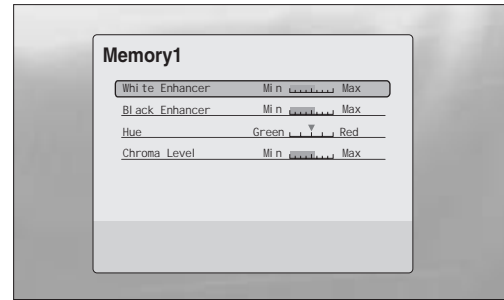 Memory1
White Enhancer Min Max
Black Enhancer Min Max
Hue Green Red
Chroma Level Min Max